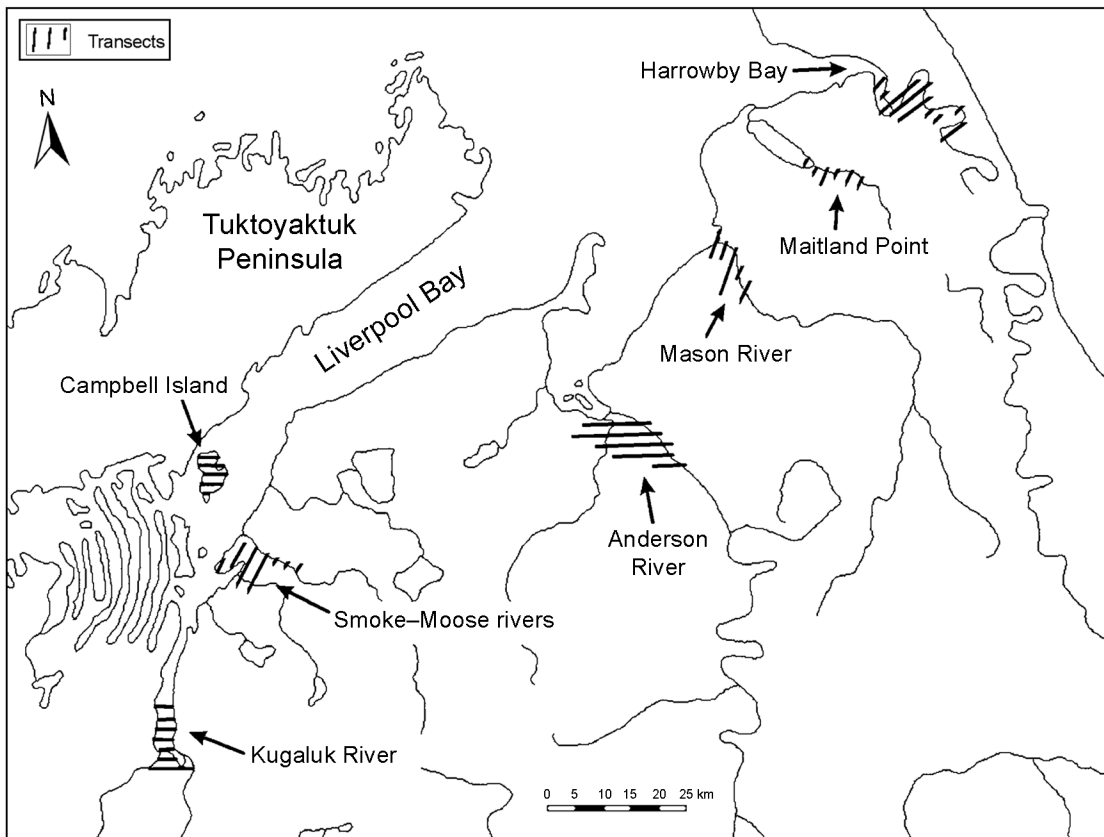 Transects
N
Harrowby Bay
Tuktoyaktuk
Peninsula
Maitland Point
Liverpool Bay
Mason River
Campbell Island
Anderson
River
Smoke–Moose rivers
Kugaluk River
0 5 10 15 20 25 km